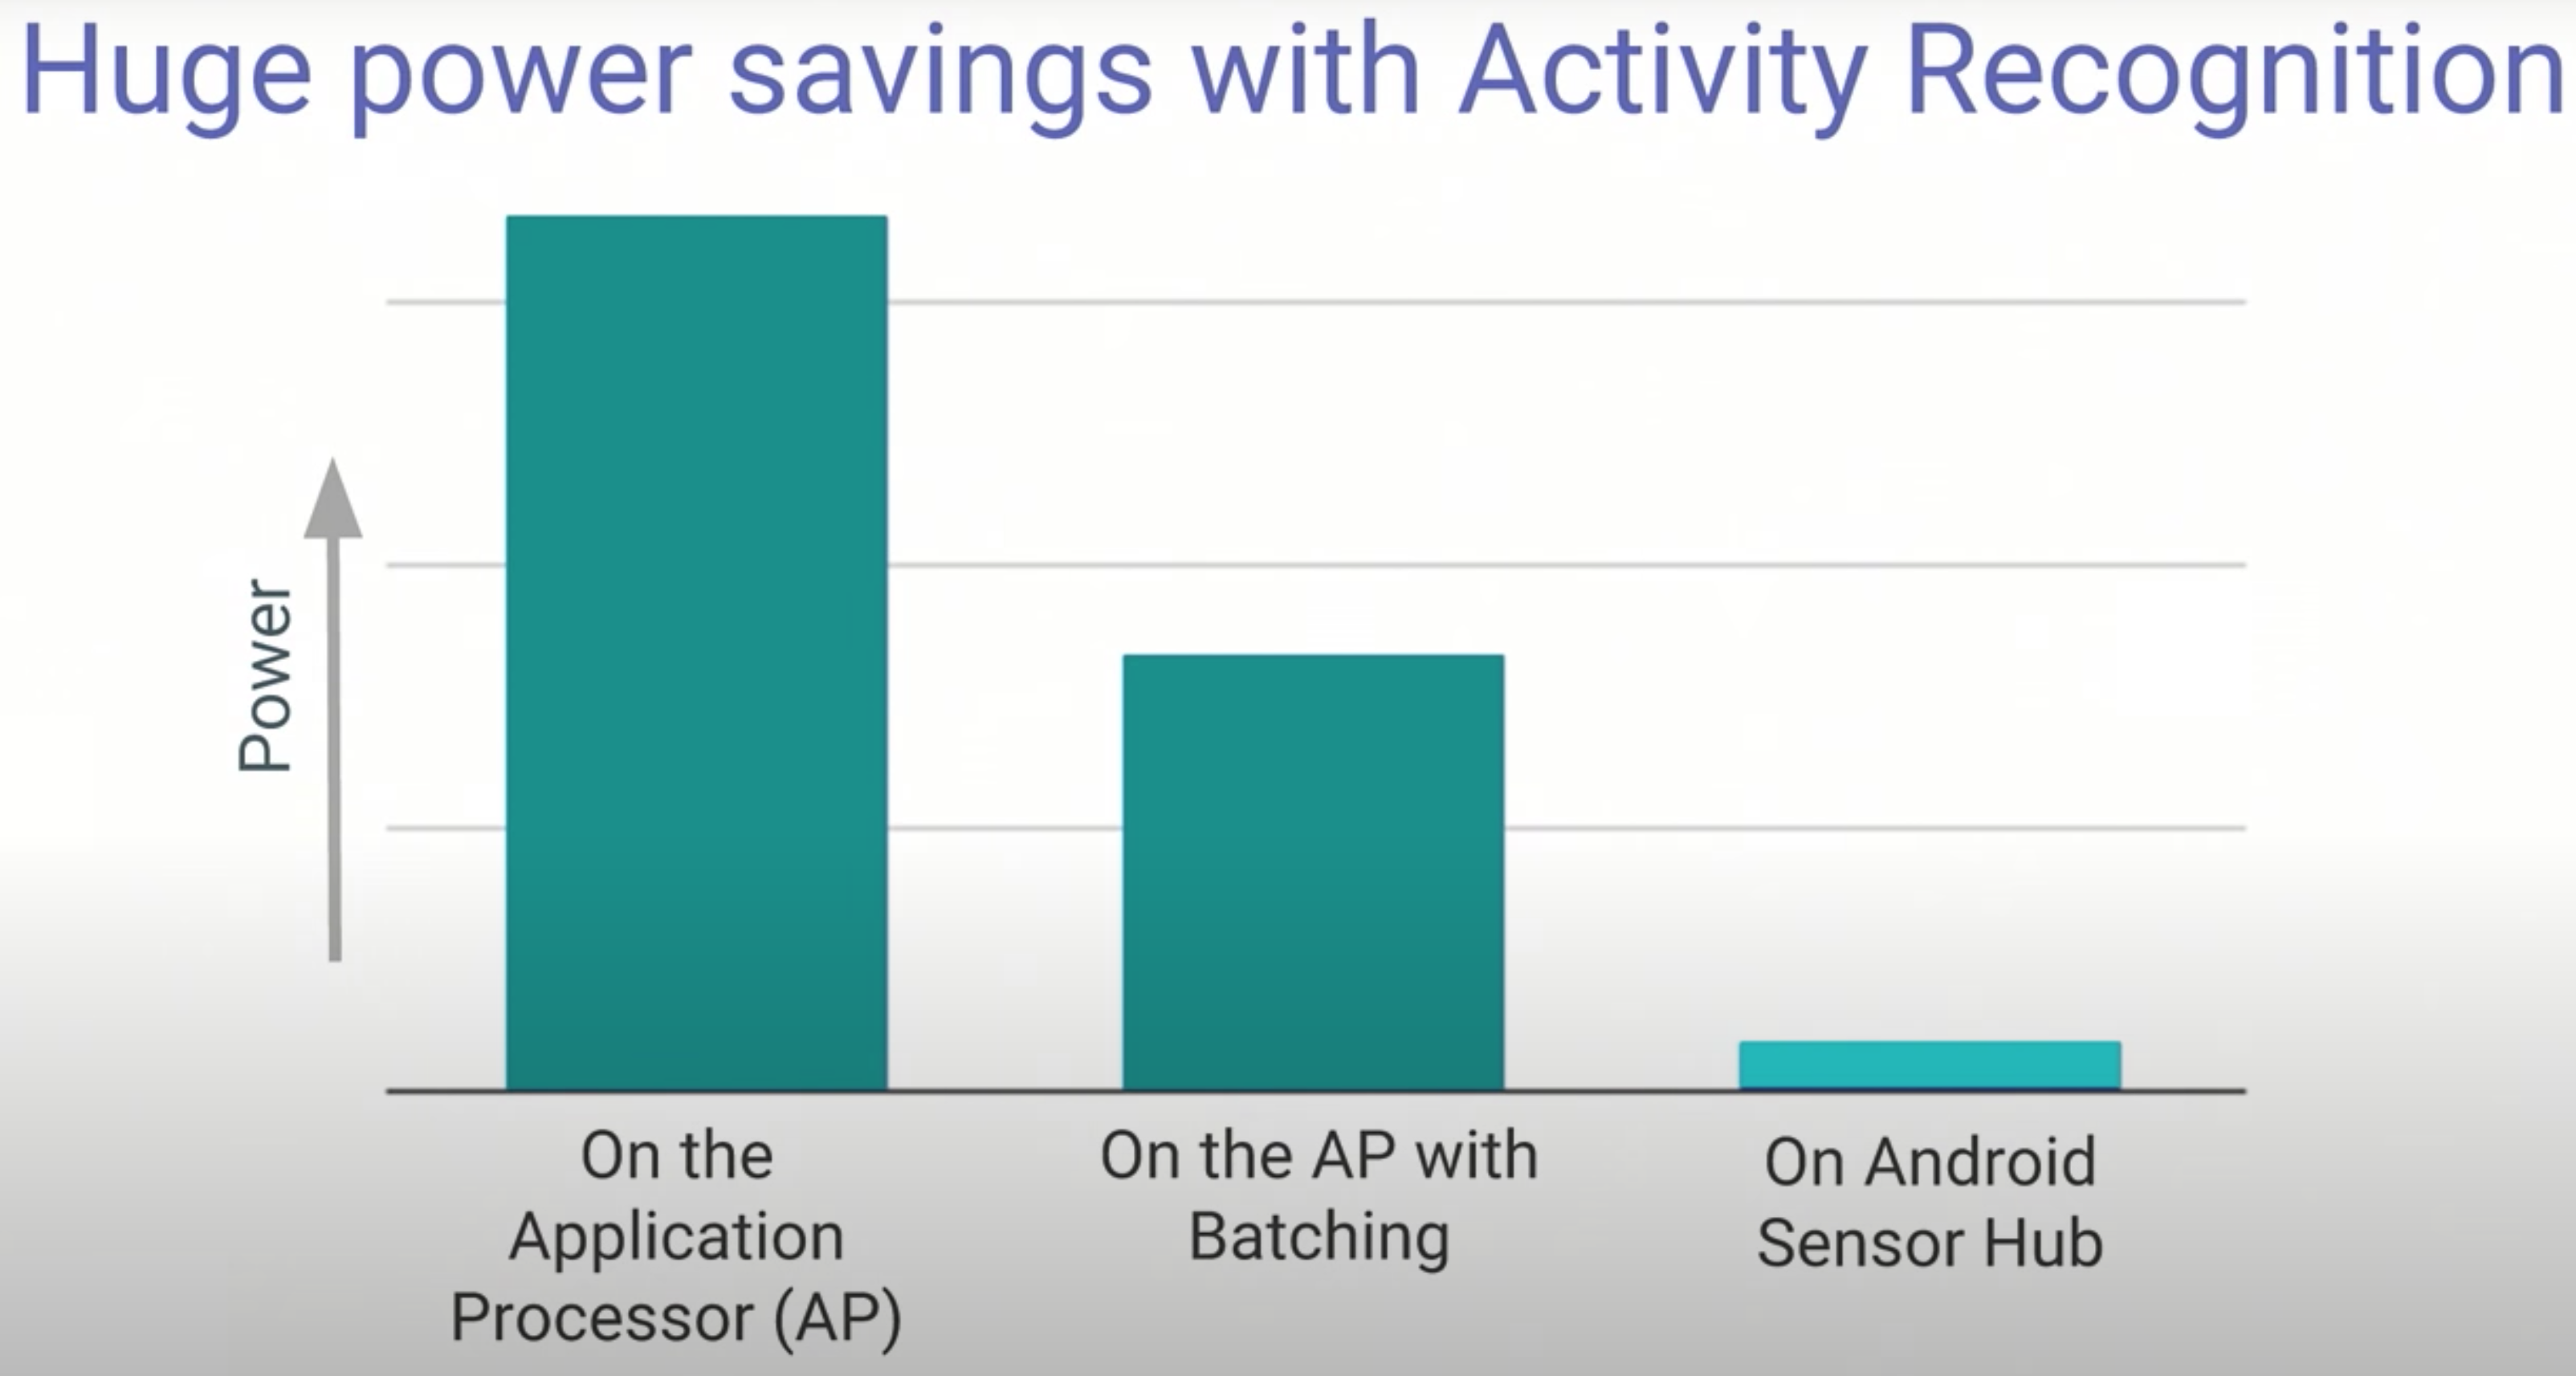 Huge power savings with Activity Recognition
Power
On the
Application
Processor (AP)
On the AP with
Batching
On Android
Sensor Hub